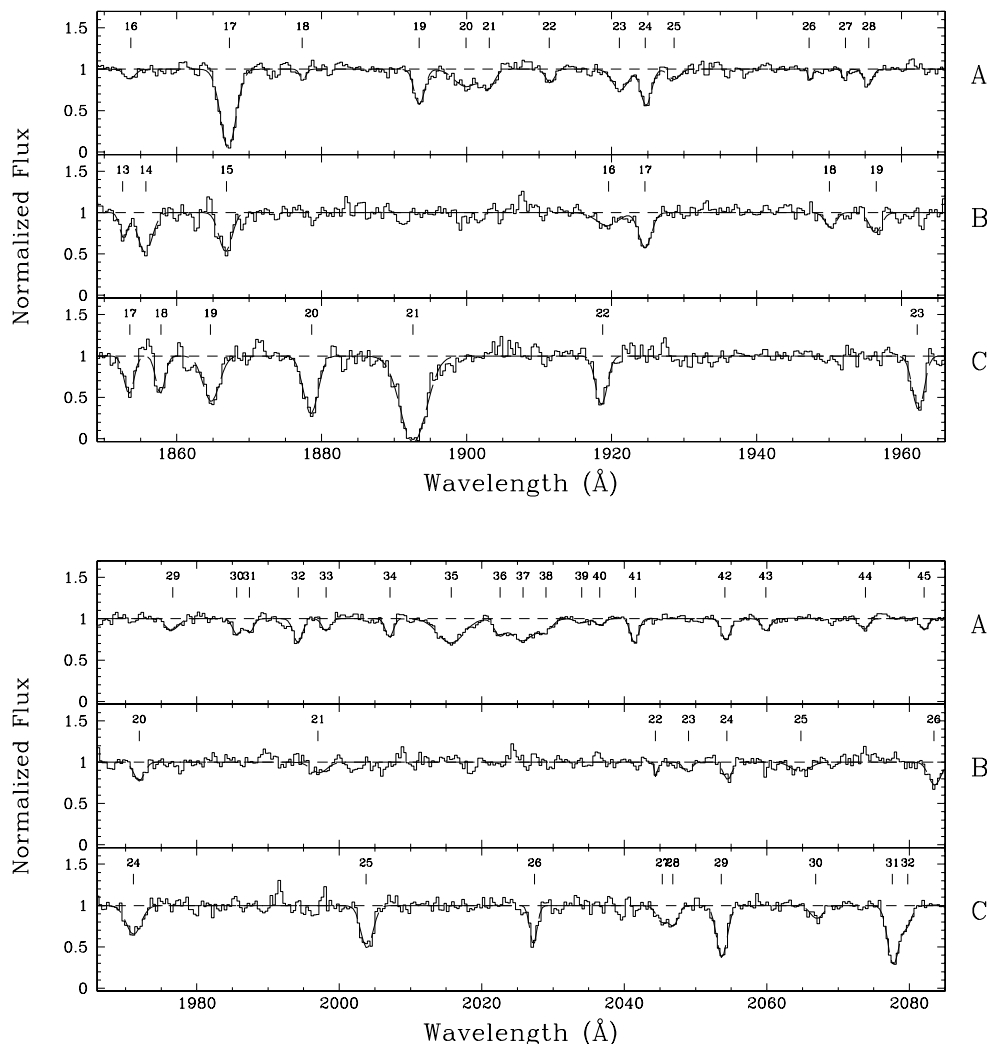 16 17 18 19 20 21 22 23 24 25 26 27 28
1.5
1
0.5
0
A
13 14 15 16 17 18 19
1.5
1
0.5
0
B
17 18 19 20 21 22 23
1.5
1
0.5
0
C
Normalized Flux
1860 1880 1900 1920 1940 1960
Wavelength (Å)
29 30 31 32 33 34 35 36 37 38 39 40 41 42 43 44 45
1.5
1
0.5
0
A
20 21 22 23 24 25 26
1.5
1
0.5
0
B
24 25 26 27 28 29 30 31 32
1.5
1
0.5
0
C
Normalized Flux
1980 2000 2020 2040 2060 2080
Wavelength (Å)